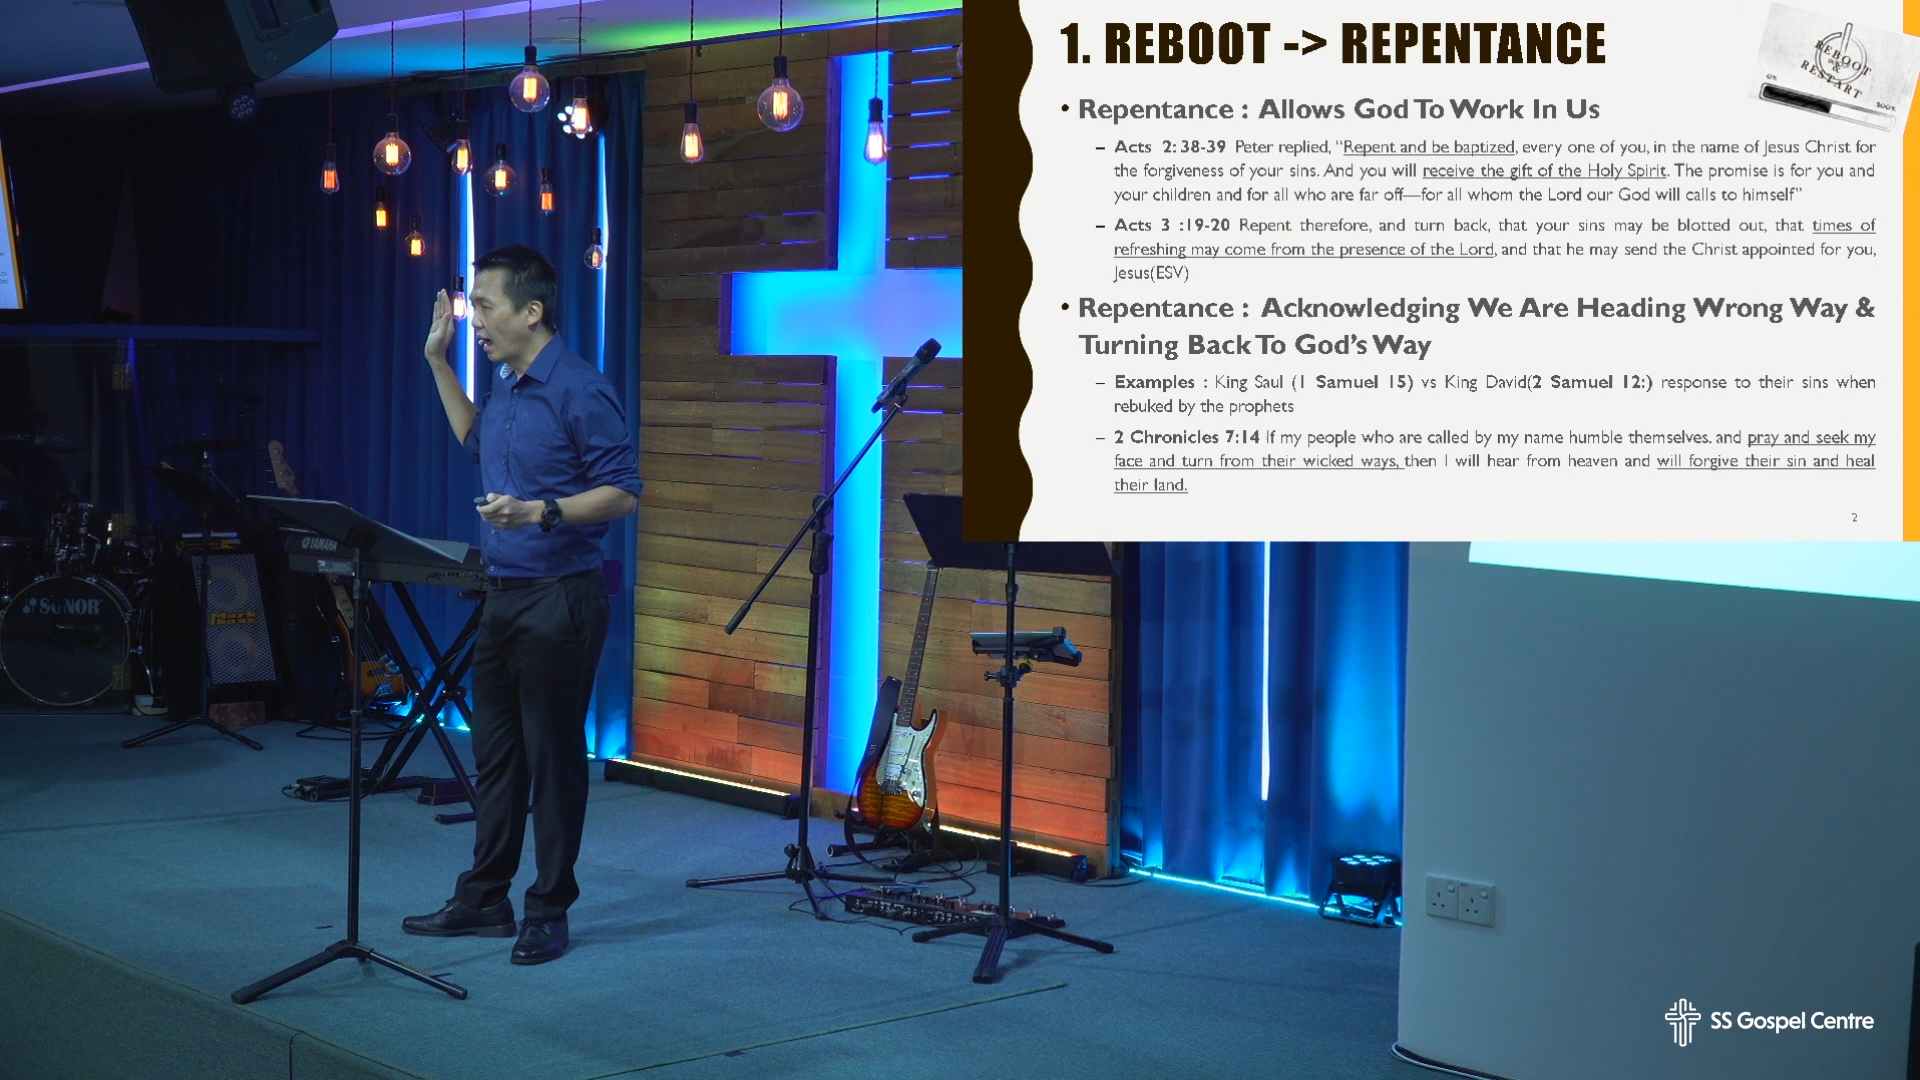 1. REBOOT -> REPENTANCE
REBOOT
&
RESTART
0%
100%
• Repentance : Allows God To Work In Us
– Acts 2:38-39 Peter replied, “Repent and be baptized, every one of you, in the name of Jesus Christ for
the forgiveness of your sins. And you will receive the gift of the Holy Spirit. The promise is for you and
your children and for all who are far off—for all whom the Lord our God will calls to himself”
– Acts 3 :19-20 Repent therefore, and turn back, that your sins may be blotted out, that times of
refreshing may come from the presence of the Lord, and that he may send the Christ appointed for you,
Jesus(ESV)
• Repentance : Acknowledging We Are Heading Wrong Way &
Turning Back To God’s Way
– Examples : King Saul (1 Samuel 15) vs King David(2 Samuel 12:) response to their sins when
rebuked by the prophets
– 2 Chronicles 7:14 If my people who are called by my name humble themselves. and pray and seek my
face and turn from their wicked ways, then I will hear from heaven and will forgive their sin and heal
their land.
2
YAMAHA
SONOR
Mark
bass
SS Gospel Centre